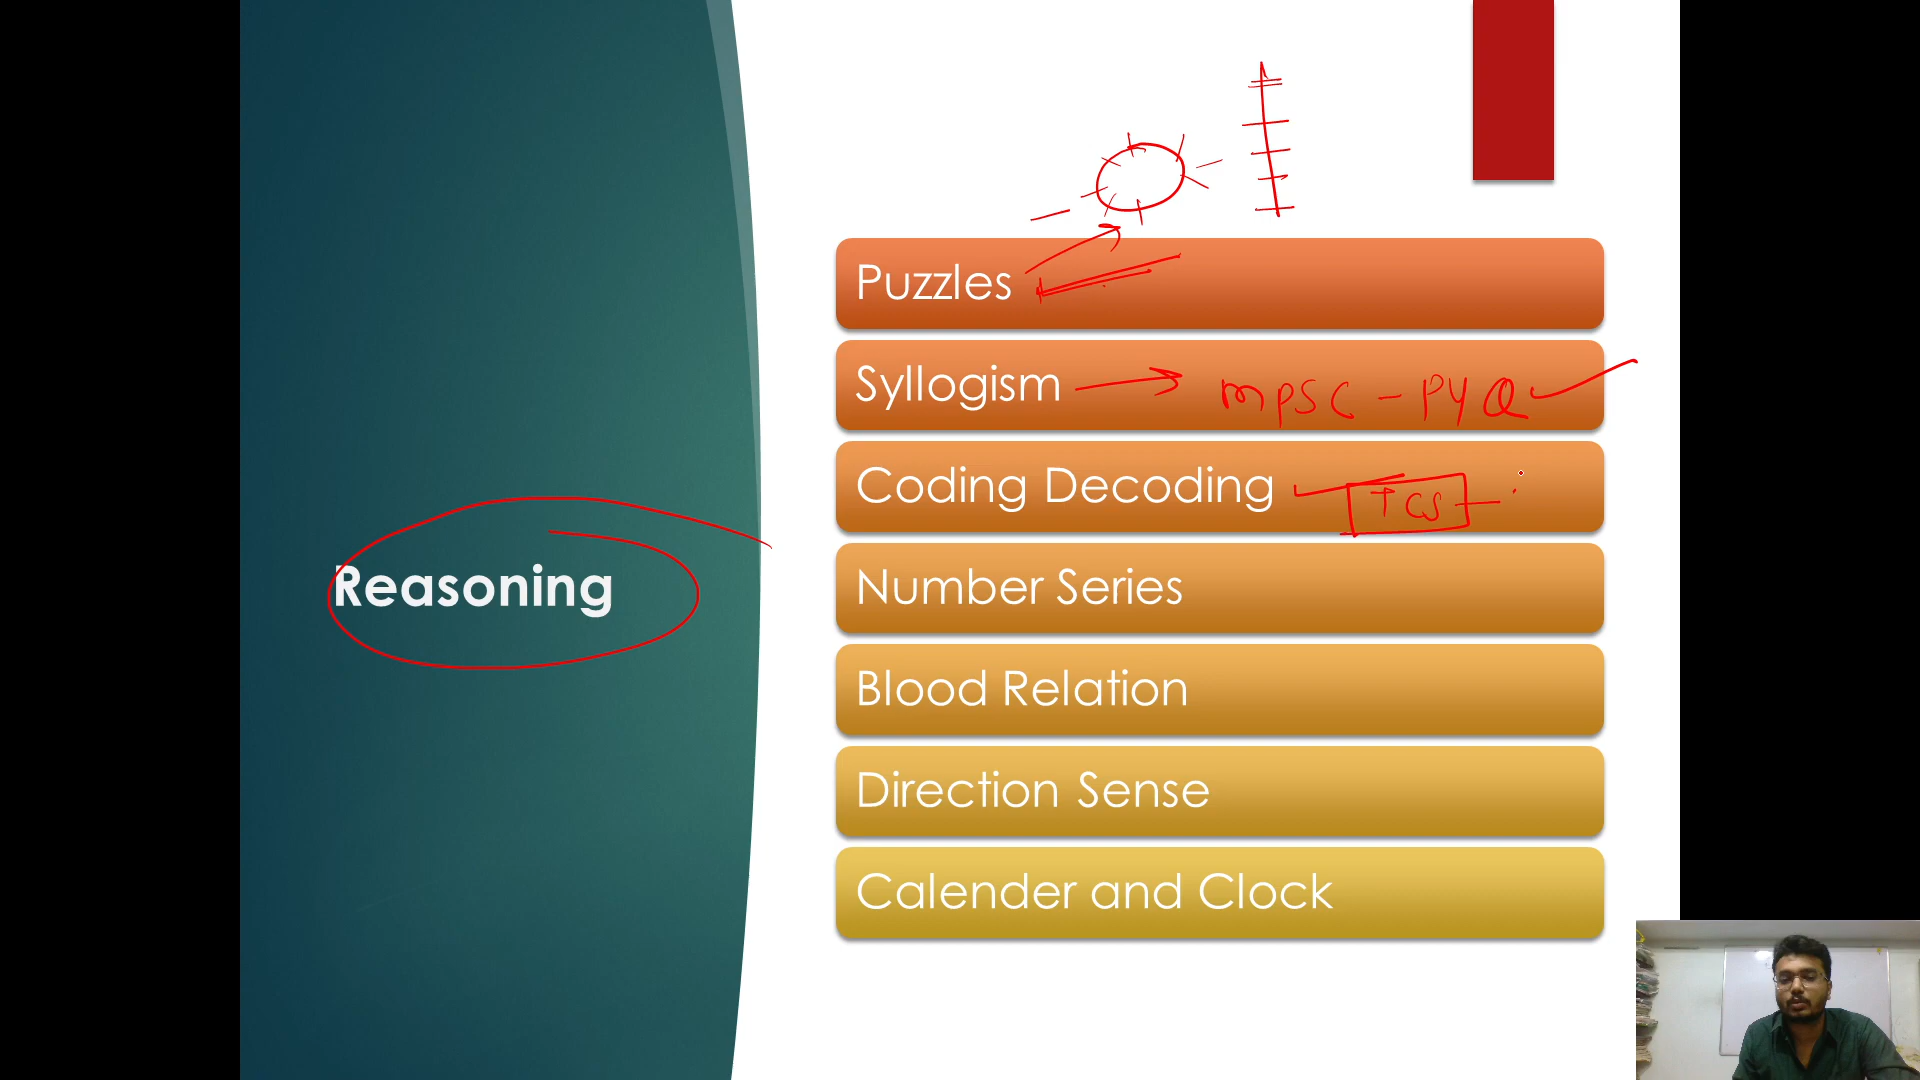 Reasoning
Puzzles
Syllogism → MPSC - PYQ
Coding Decoding TCS -
Number Series
Blood Relation
Direction Sense
Calender and Clock